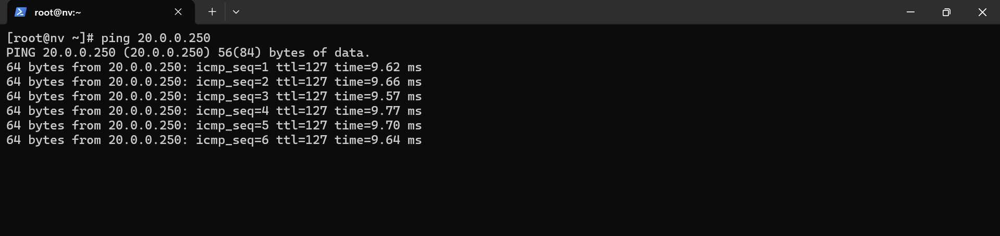 root@nv:~
[root@nv ~]# ping 20.0.0.250
PING 20.0.0.250 (20.0.0.250) 56(84) bytes of data.
64 bytes from 20.0.0.250: icmp_seq=1 ttl=127 time=9.62 ms
64 bytes from 20.0.0.250: icmp_seq=2 ttl=127 time=9.66 ms
64 bytes from 20.0.0.250: icmp_seq=3 ttl=127 time=9.57 ms
64 bytes from 20.0.0.250: icmp_seq=4 ttl=127 time=9.77 ms
64 bytes from 20.0.0.250: icmp_seq=5 ttl=127 time=9.70 ms
64 bytes from 20.0.0.250: icmp_seq=6 ttl=127 time=9.64 ms